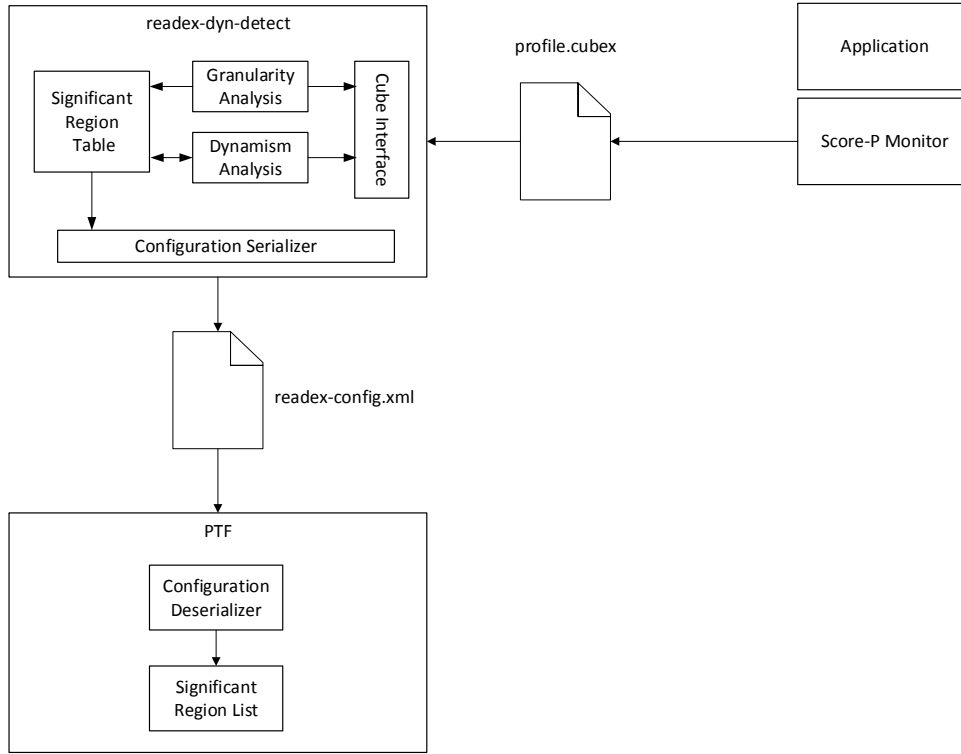 readex-dyn-detect
Significant
Region
Table
Granularity
Analysis
Dynamism
Analysis
Cube Interface
Configuration Serializer
profile.cubex
Application
Score-P Monitor
readex-config.xml
PTF
Configuration
Deserializer
Significant
Region List